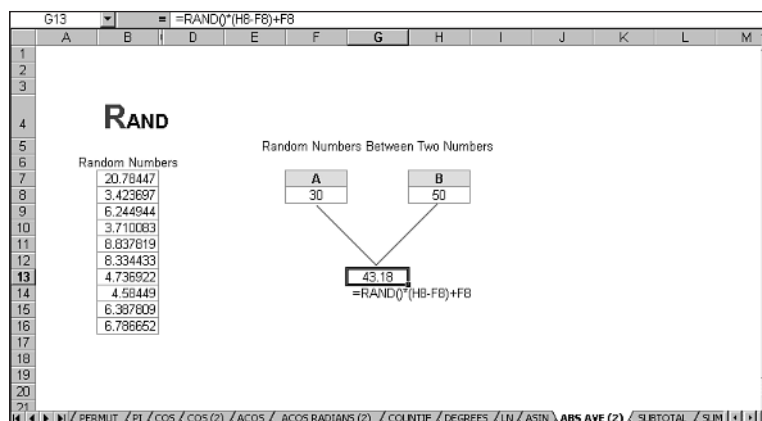 G13 = =RAND()*(H8-F8)+F8
A B D E F G H I J K L M
1
2
3
4 RAND
5 Random Numbers Between Two Numbers
6 Random Numbers
7 20.78447 A B
8 3.423697 30 50
9 6.244944
10 3.710083
11 8.837819
12 8.334433
13 4.736922 43.18
14 4.58449 =RAND()*(H8-F8)+F8
15 6.387809
16 6.786652
17
18
19
20
21
PERMUT / PI / COS / COS (2) / ACOS / ACOS RADIANS (2) / COUNTIF / DEGREES / LN / ASIN \ ABS AVE (2) / SUBTOTAL / SUM